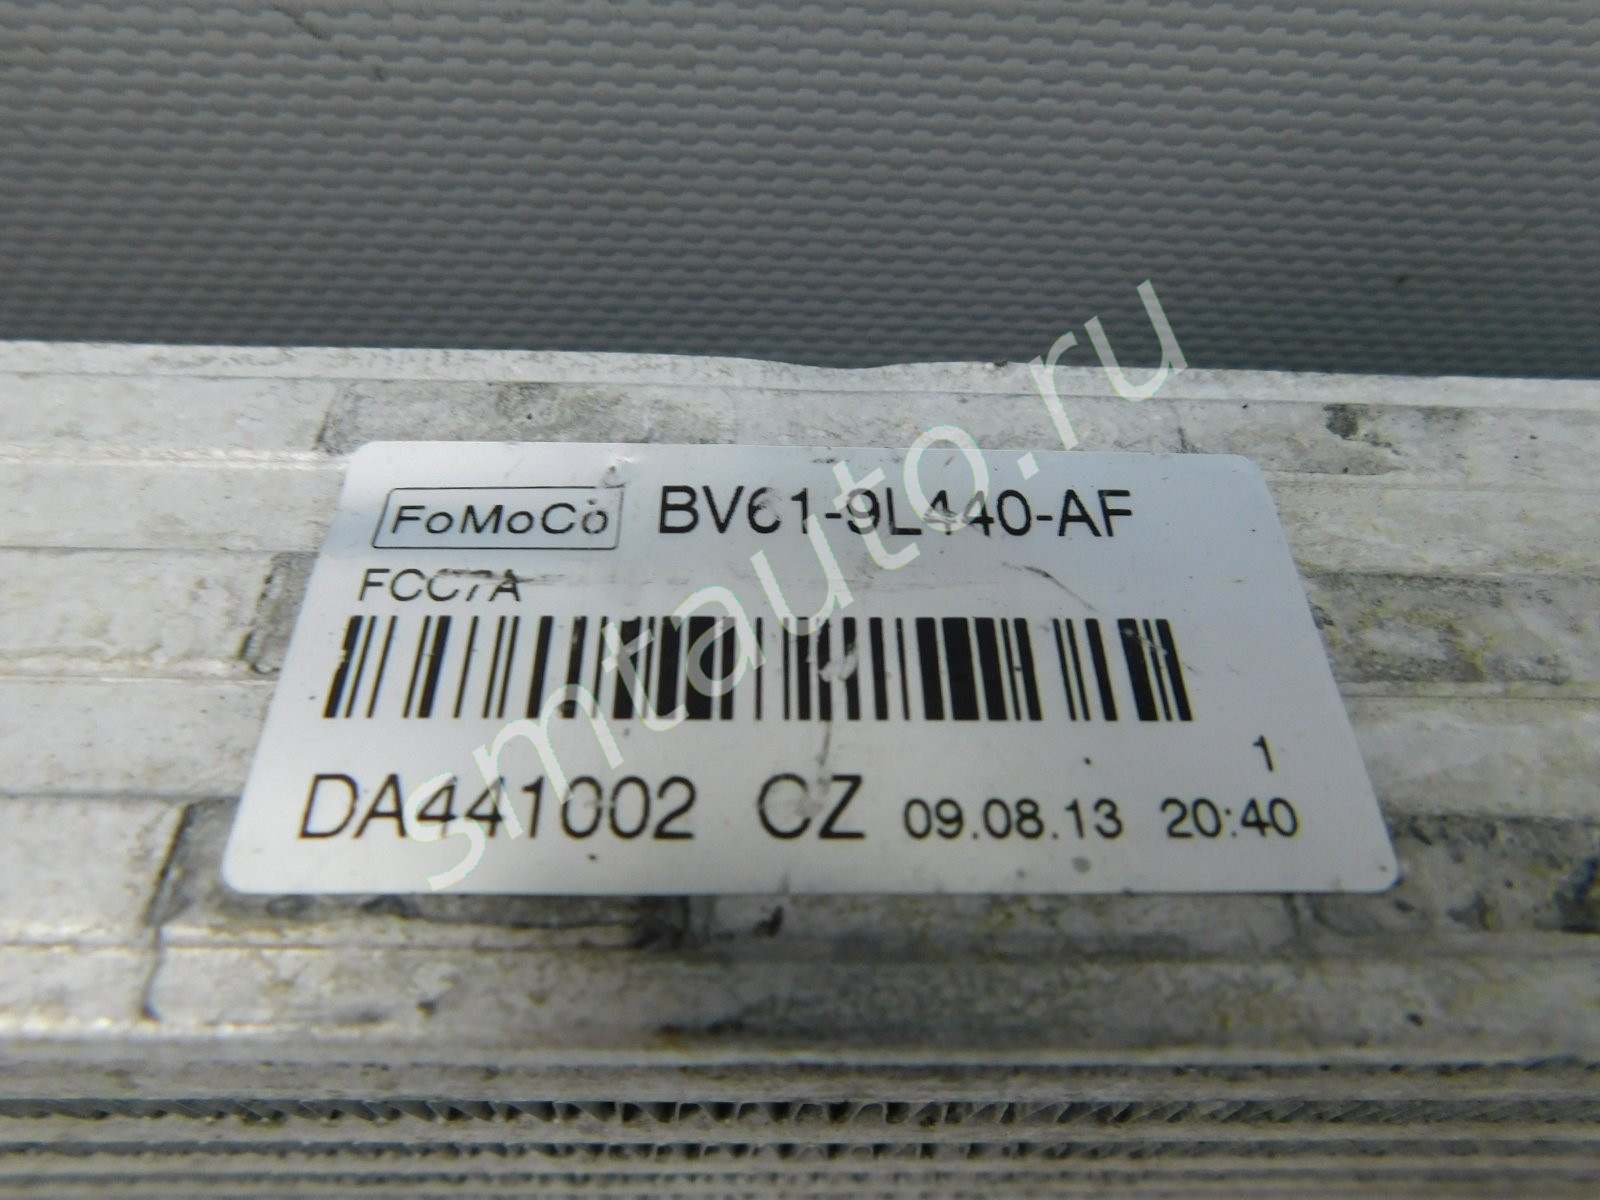 FoMoCo BV61-9L440-AF
FCC7A
1
DA441002 CZ 09.08.13 20:40
smtauto.ru